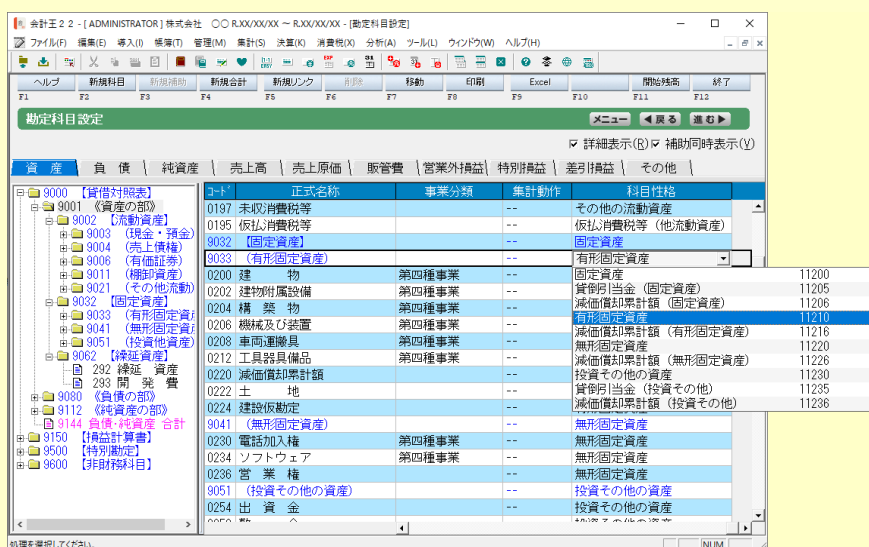 会計王22 - [ ADMINISTRATOR ] 株式会社 ○○ R.XX/XX/XX ～ R.XX/XX/XX - [勘定科目設定]
ファイル(F) 編集(E) 導入(I) 帳簿(T) 管理(M) 集計(S) 決算(K) 消費税(X) 分析(A) ツール(L) ウィンドウ(W) ヘルプ(H)
ヘルプ 新規科目 新規補助 新規合計 新規リンク 削除 移動 印刷 Excel 開始残高 終了
F1 F2 F3 F4 F5 F6 F7 F8 F9 F10 F11 F12
勘定科目設定 メニュー ◀戻る 進む▶
詳細表示(R) 補助同時表示(V)
資産 負債 純資産 売上高 売上原価 販管費 営業外損益 特別損益 差引損益 その他
9000 【貸借対照表】
9001 《資産の部》
9002 【流動資産】
9003 (現金・預金)
9004 (売上債権)
9006 (有価証券)
9011 (棚卸資産)
9021 (その他流動)
9032 【固定資産】
9033 (有形固定資産
9041 (無形固定資産
9051 (投資他資産)
9062 【繰延資産】
292 繰延 資産
293 開 発 費
9080 《負債の部》
9112 《純資産の部》
9144 負債・純資産 合計
9150 【損益計算書】
9500 【特別勘定】
9600 【非財務科目】
コード 正式名称 事業分類 集計動作 科目性格
0197 未収消費税等 -- その他の流動資産
0195 仮払消費税等 -- 仮払消費税等 (他流動資産)
9032 【固定資産】 -- 固定資産
9033 (有形固定資産) -- 有形固定資産
0200 建 物 第四種事業 --
0202 建物附属設備 第四種事業 --
0204 構 築 物 第四種事業 --
0206 機械及び装置 第四種事業 --
0208 車両運搬具 第四種事業 --
0212 工具器具備品 第四種事業 --
0220 減価償却累計額 --
0222 土 地 --
0224 建設仮勘定 --
固定資産 11200
貸倒引当金 (固定資産) 11205
減価償却累計額 (固定資産) 11206
有形固定資産 11210
減価償却累計額 (有形固定資産) 11216
無形固定資産 11220
減価償却累計額 (無形固定資産) 11226
投資その他の資産 11230
貸倒引当金 (投資その他) 11235
減価償却累計額 (投資その他) 11236
9041 (無形固定資産) -- 無形固定資産
0230 電話加入権 第四種事業 -- 無形固定資産
0234 ソフトウェア 第四種事業 -- 無形固定資産
0236 営 業 権 -- 無形固定資産
9051 (投資その他の資産) -- 投資その他の資産
0254 出 資 金 -- 投資その他の資産
処理を選択してください。 NUM